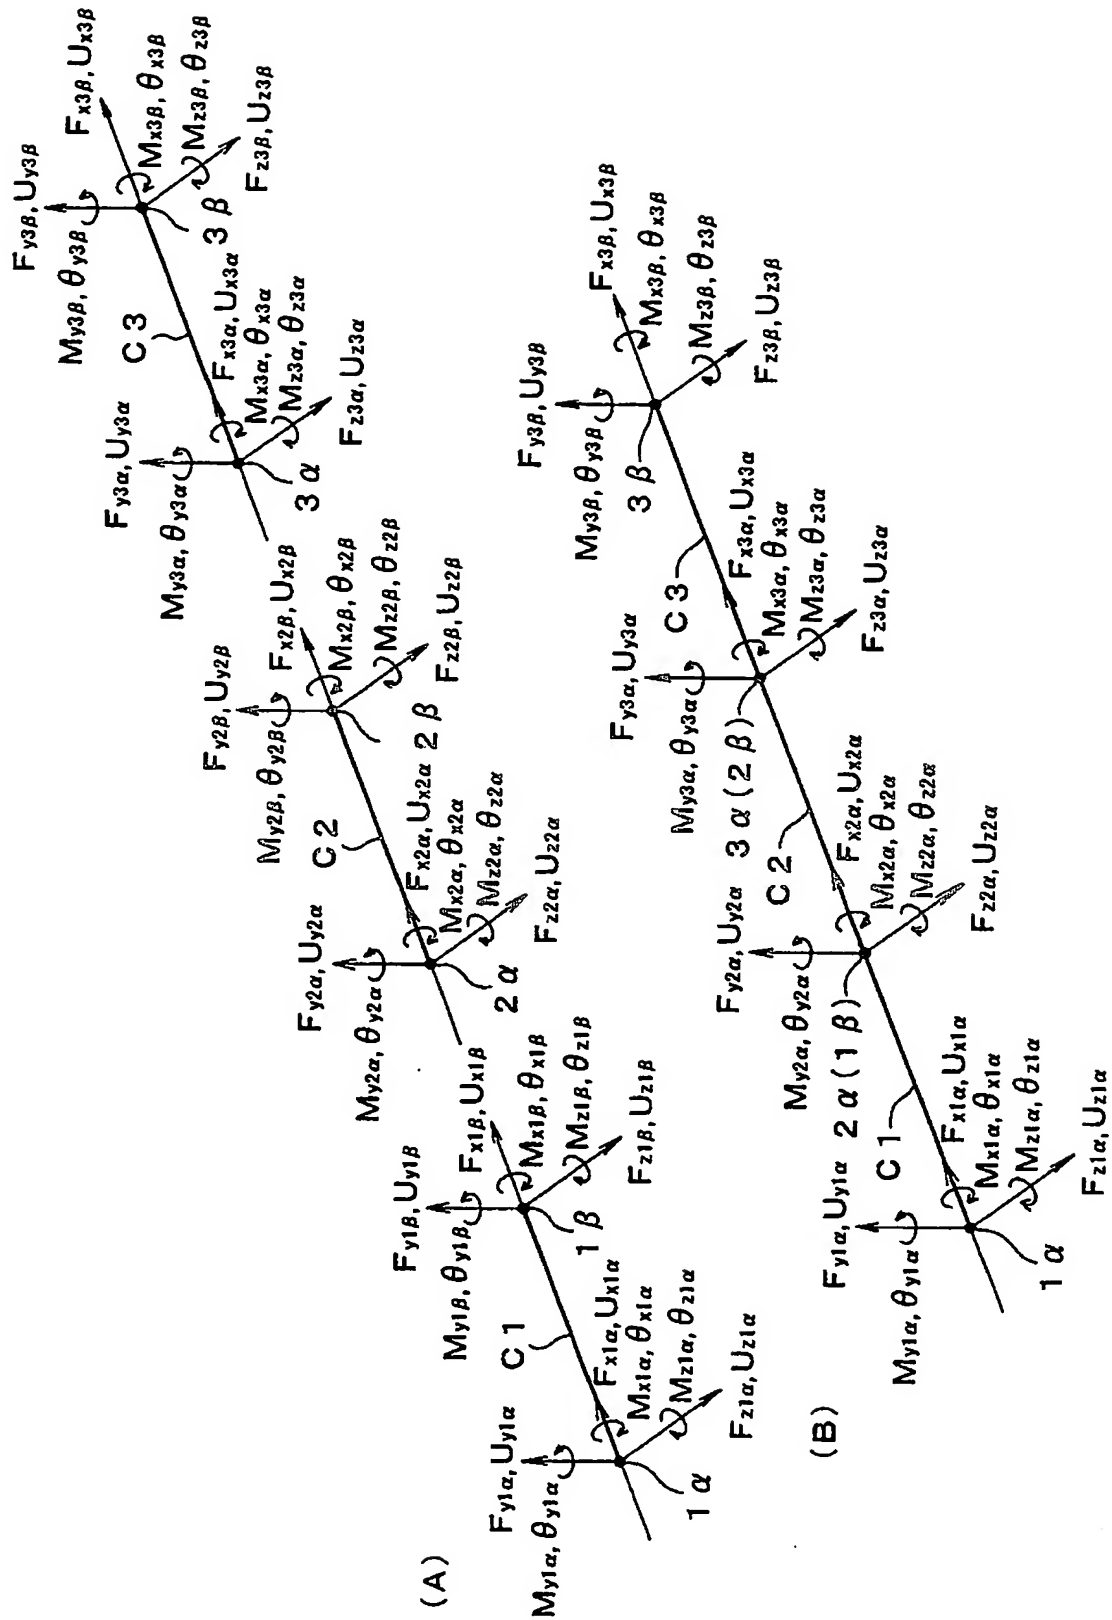 (A)
Fy1α, Uy1α
My1α, θy1α
Fx1α, Ux1α
Mx1α, θx1α
Mz1α, θz1α
Fz1α, Uz1α
1α
C1
Fy1β, Uy1β
My1β, θy1β
Fx1β, Ux1β
Mx1β, θx1β
Mz1β, θz1β
Fz1β, Uz1β
1β
Fy2α, Uy2α
My2α, θy2α
Fx2α, Ux2α
Mx2α, θx2α
Mz2α, θz2α
Fz2α, Uz2α
2α
C2
Fy2β, Uy2β
My2β, θy2β
Fx2β, Ux2β
Mx2β, θx2β
Mz2β, θz2β
Fz2β, Uz2β
2β
Fy3α, Uy3α
My3α, θy3α
Fx3α, Ux3α
Mx3α, θx3α
Mz3α, θz3α
Fz3α, Uz3α
3α
C3
Fy3β, Uy3β
My3β, θy3β
Fx3β, Ux3β
Mx3β, θx3β
Mz3β, θz3β
Fz3β, Uz3β
3β
(B)
Fy1α, Uy1α
My1α, θy1α
Fx1α, Ux1α
Mx1α, θx1α
Mz1α, θz1α
Fz1α, Uz1α
1α
C1
Fy2α, Uy2α
My2α, θy2α
2α(1β)
Fx2α, Ux2α
Mx2α, θx2α
Mz2α, θz2α
Fz2α, Uz2α
C2
Fy3α, Uy3α
My3α, θy3α
3α(2β)
Fx3α, Ux3α
Mx3α, θx3α
Mz3α, θz3α
Fz3α, Uz3α
C3
Fy3β, Uy3β
My3β, θy3β
3β
Fx3β, Ux3β
Mx3β, θx3β
Mz3β, θz3β
Fz3β, Uz3β